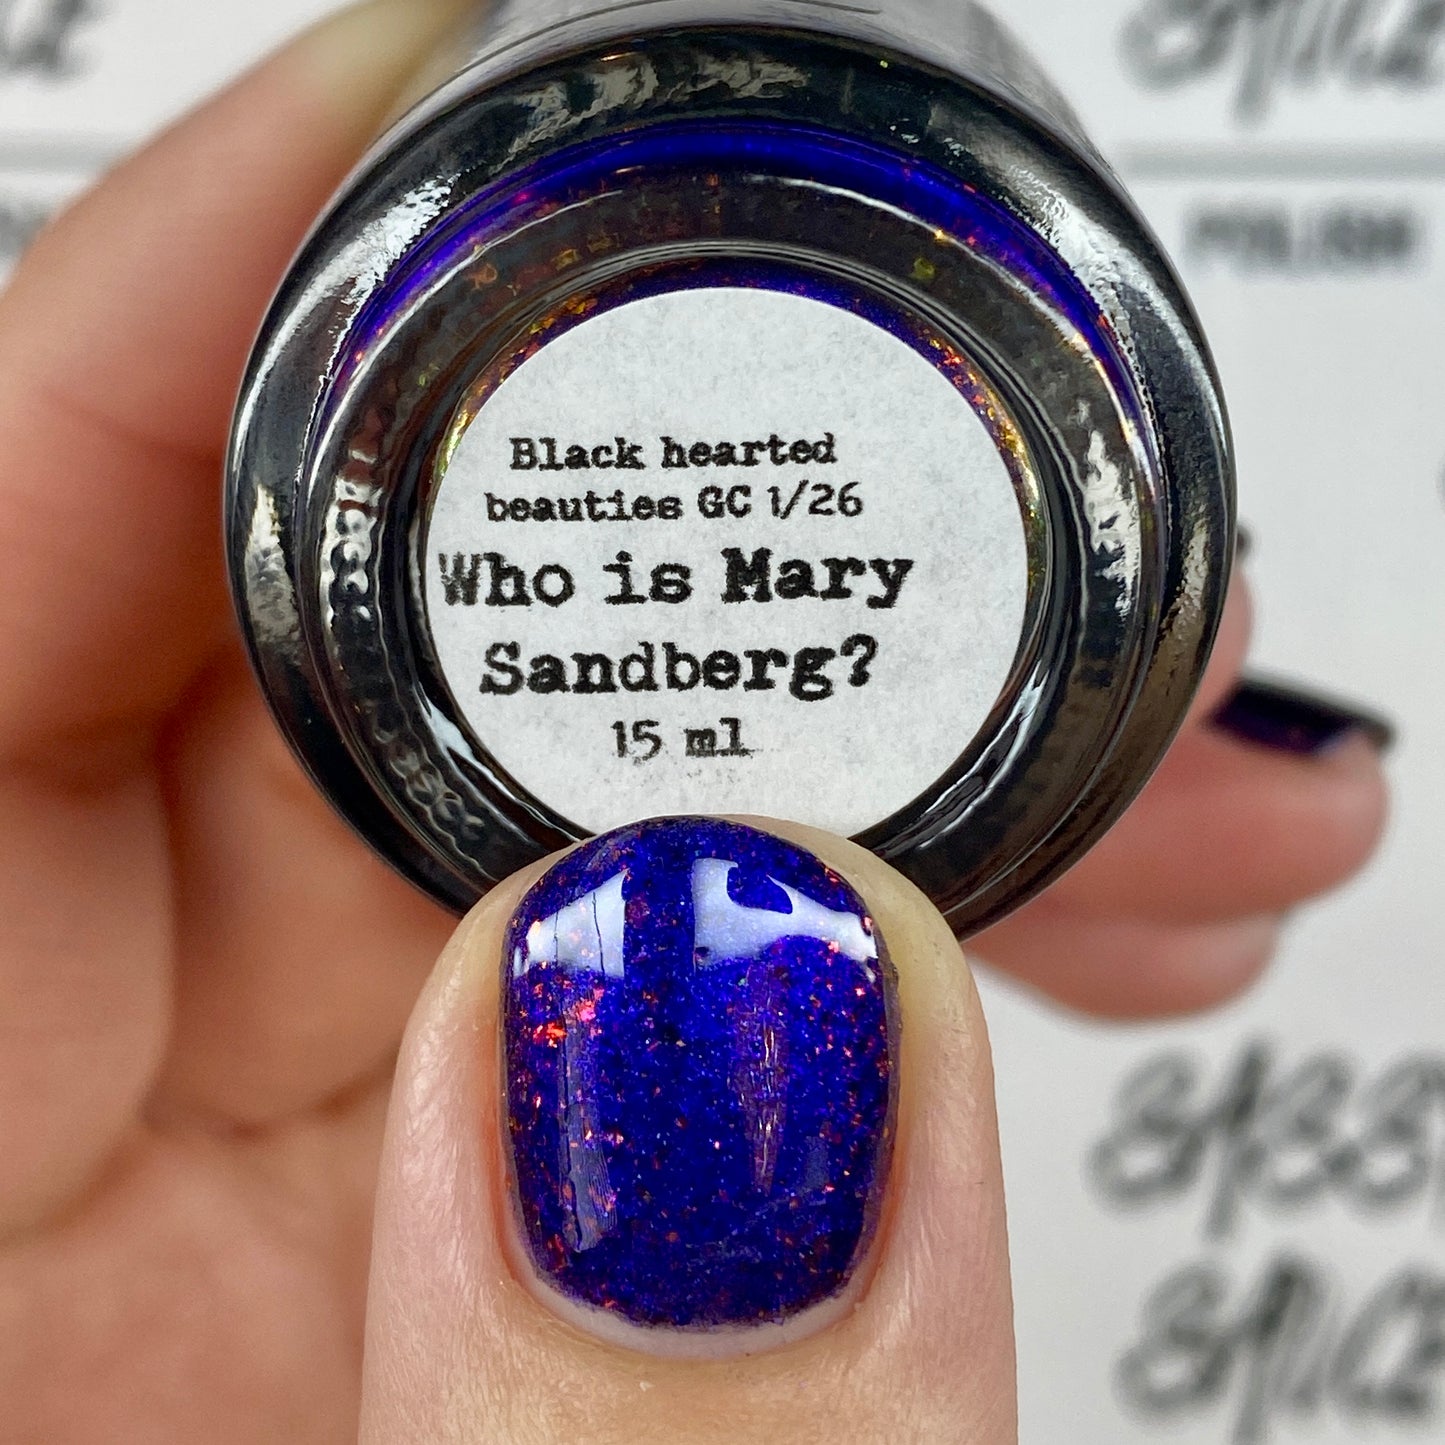 POLISH
Black hearted
beauties GC 1/26
Who is Mary
Sandberg?
15 ml